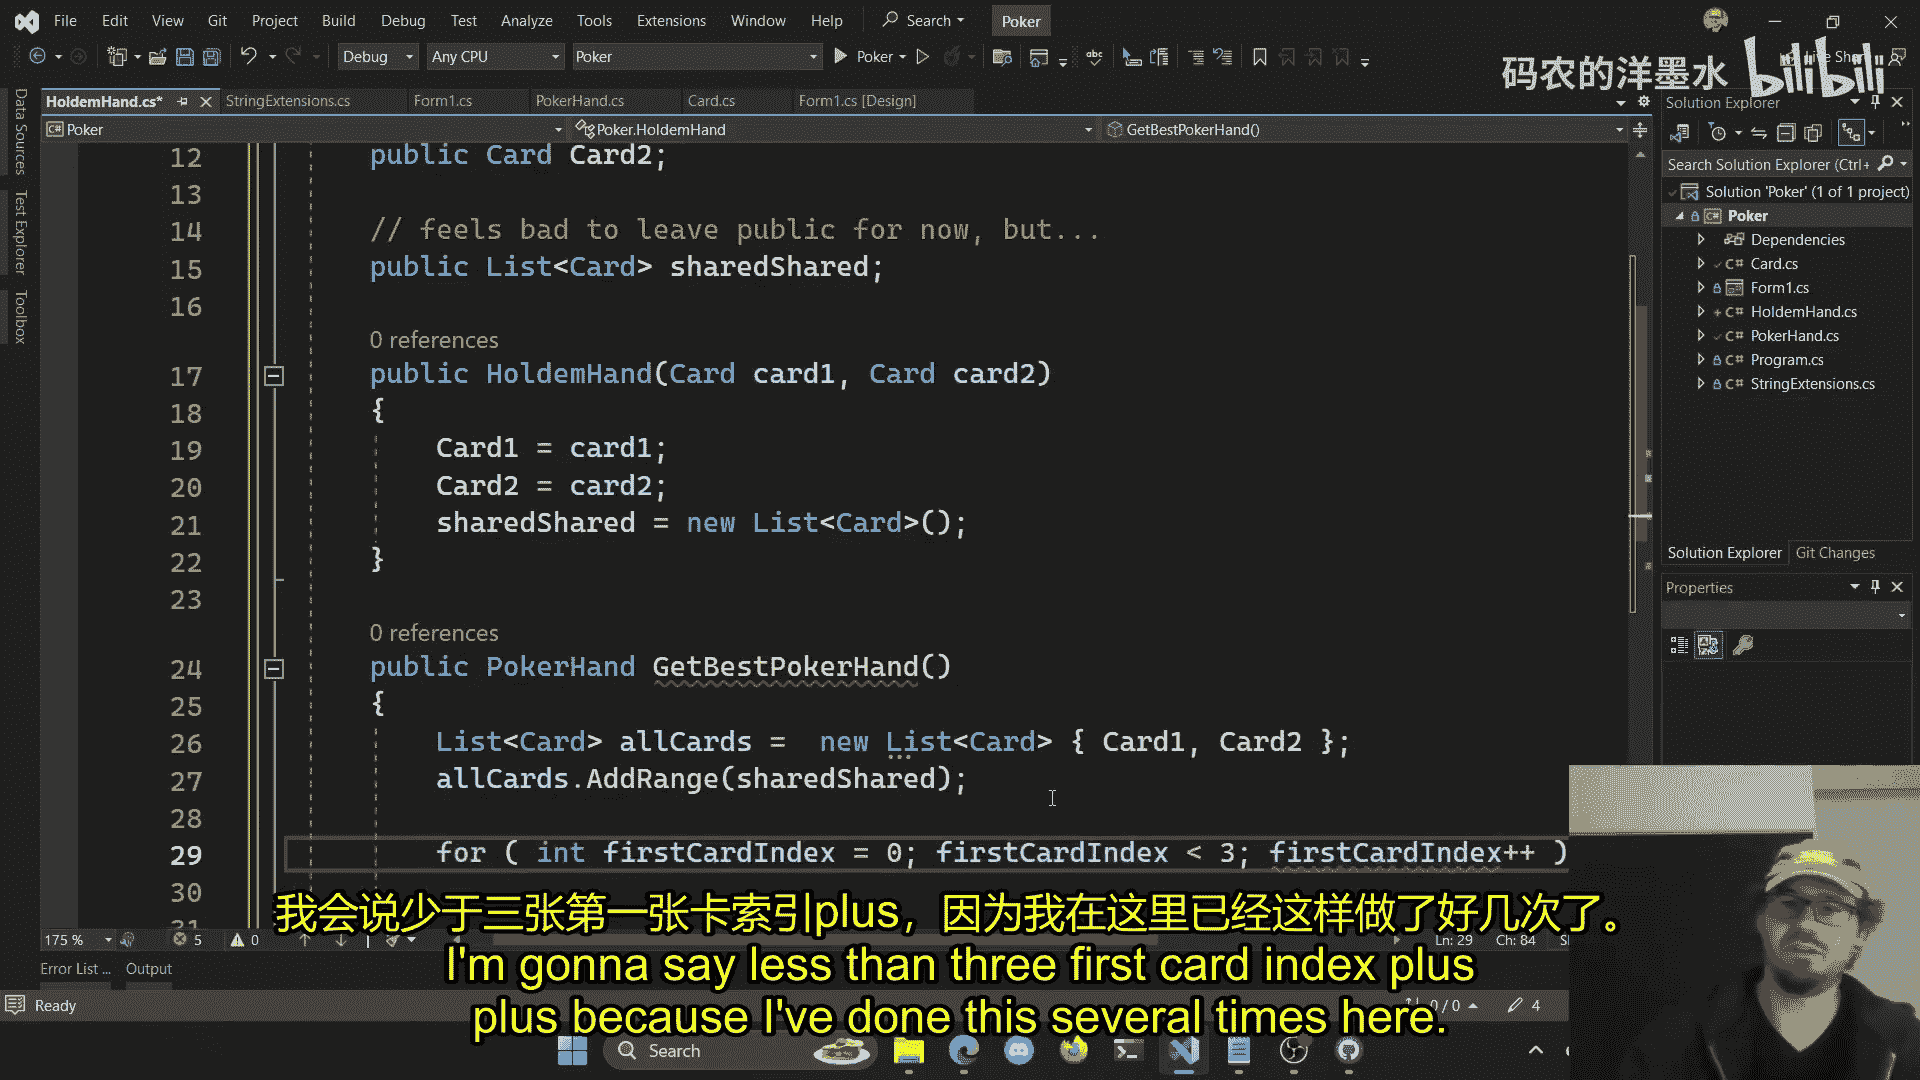 File Edit View Git Project Build Debug Test Analyze Tools Extensions Window Help Search Poker
Debug Any CPU Poker Poker
码农的洋墨水 bilibili
HoldemHand.cs* StringExtensions.cs Form1.cs PokerHand.cs Card.cs Form1.cs [Design]
Poker Poker.HoldemHand GetBestPokerHand()
Data Sources
Test Explorer
Toolbox
12 public Card Card2;
13
14 // feels bad to leave public for now, but...
15 public List<Card> sharedShared;
16
0 references
17 public HoldemHand(Card card1, Card card2)
18 {
19 Card1 = card1;
20 Card2 = card2;
21 sharedShared = new List<Card>();
22 }
23
0 references
24 public PokerHand GetBestPokerHand()
25 {
26 List<Card> allCards =  new List<Card> { Card1, Card2 };
27 allCards.AddRange(sharedShared);
28
29 for ( int firstCardIndex = 0; firstCardIndex < 3; firstCardIndex++ )
30
Solution Explorer
Search Solution Explorer (Ctrl+
Solution 'Poker' (1 of 1 project)
Poker
Dependencies
Card.cs
Form1.cs
HoldemHand.cs
PokerHand.cs
Program.cs
StringExtensions.cs
Solution Explorer Git Changes
Properties
175 % 5 0 Ln: 29 Ch: 84
我会说少于三张第一张卡索引plus，因为我在这里已经这样做了好几次了。
I'm gonna say less than three first card index plus
plus because I've done this several times here.
Error List ... Output
Ready 0 / 0 4
Search